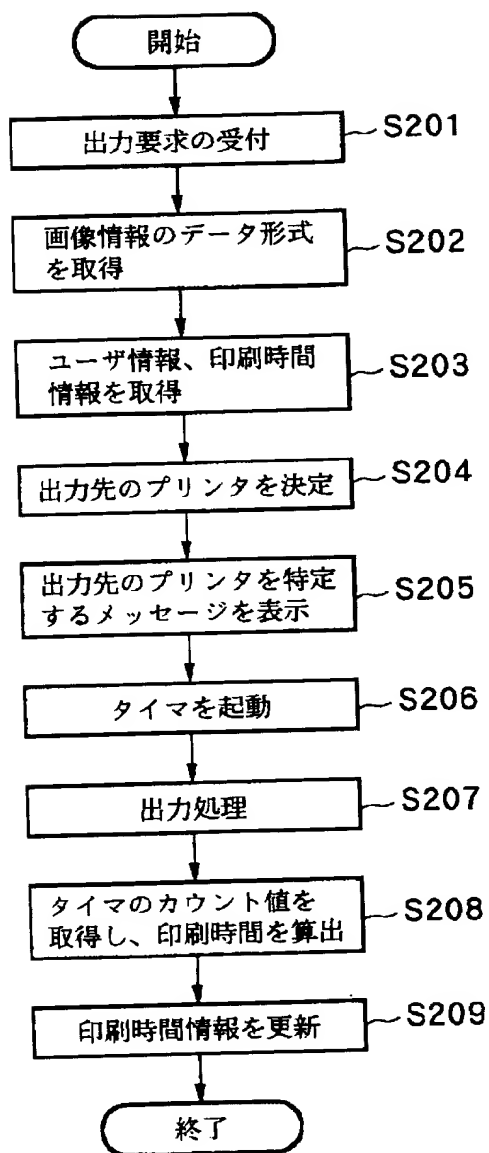 開始
出力要求の受付
S201
画像情報のデータ形式
を取得
S202
ユーザ情報、印刷時間
情報を取得
S203
出力先のプリンタを決定
S204
出力先のプリンタを特定
するメッセージを表示
S205
タイマを起動
S206
出力処理
S207
タイマのカウント値を
取得し、印刷時間を算出
S208
印刷時間情報を更新
S209
終了